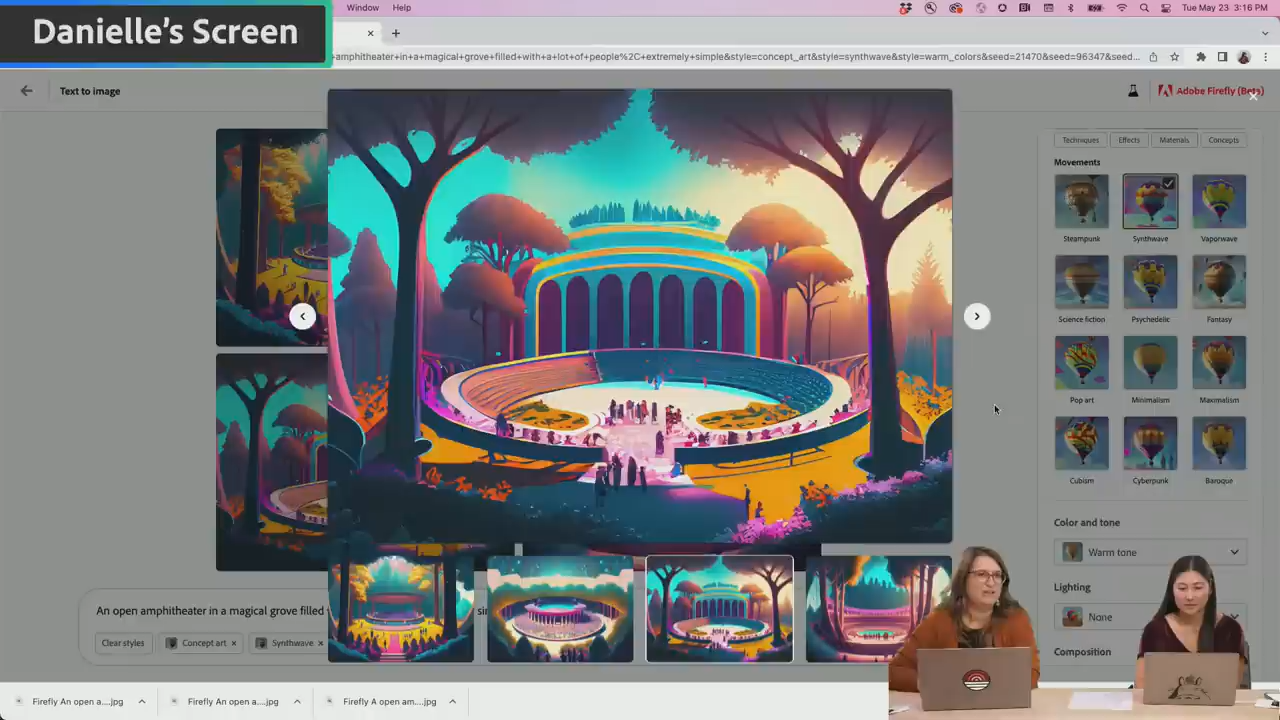 Danielle's Screen
Window Help
Tue May 23 3:16 PM
amphitheater+in+a+magical+grove+filled+with+a+lot+of+people%2C+extremely+simple&style=concept_art&style=synthwave&style=warm_colors&seed=21470&seed=96347&seed...
Text to image
Adobe Firefly (Beta)
Techniques Effects Materials Concepts
Movements
Steampunk Synthwave Vaporwave
Science fiction Psychedelic Fantasy
Pop art Minimalism Maximalism
Cubism Cyberpunk Baroque
Color and tone
Warm tone
Lighting
None
Composition
An open amphitheater in a magical grove filled
Clear styles Concept art Synthwave
Firefly An open a....jpg Firefly An open a....jpg Firefly A open am....jpg